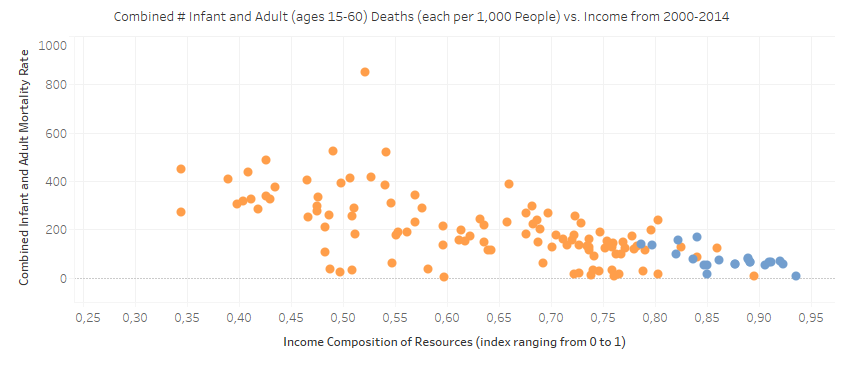 Combined # Infant and Adult (ages 15-60) Deaths (each per 1,000 People) vs. Income from 2000-2014
Combined Infant and Adult Mortality Rate
1000
800
600
400
200
0
0,25 0,30 0,35 0,40 0,45 0,50 0,55 0,60 0,65 0,70 0,75 0,80 0,85 0,90 0,95
Income Composition of Resources (index ranging from 0 to 1)